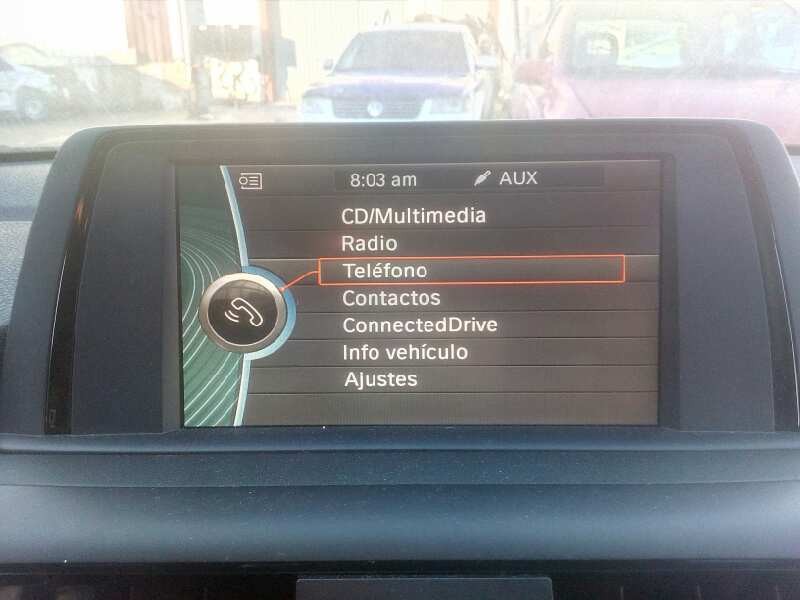 8:03 am AUX
CD/Multimedia
Radio
Teléfono
Contactos
ConnectedDrive
Info vehículo
Ajustes